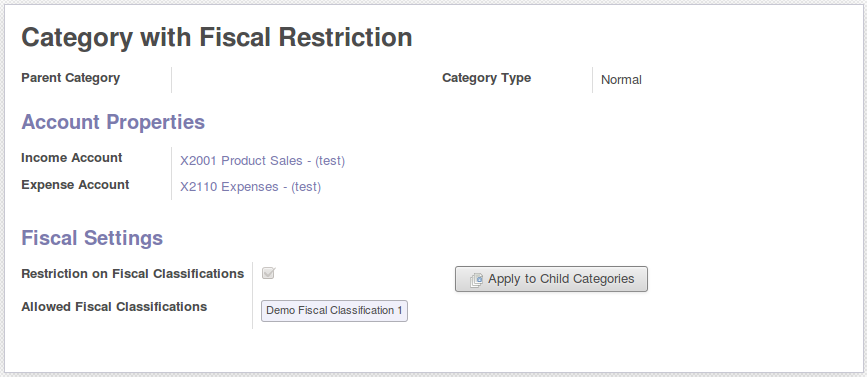 Category with Fiscal Restriction
Parent Category
Category Type Normal
Account Properties
Income Account X2001 Product Sales - (test)
Expense Account X2110 Expenses - (test)
Fiscal Settings
Restriction on Fiscal Classifications Apply to Child Categories
Allowed Fiscal Classifications Demo Fiscal Classification 1